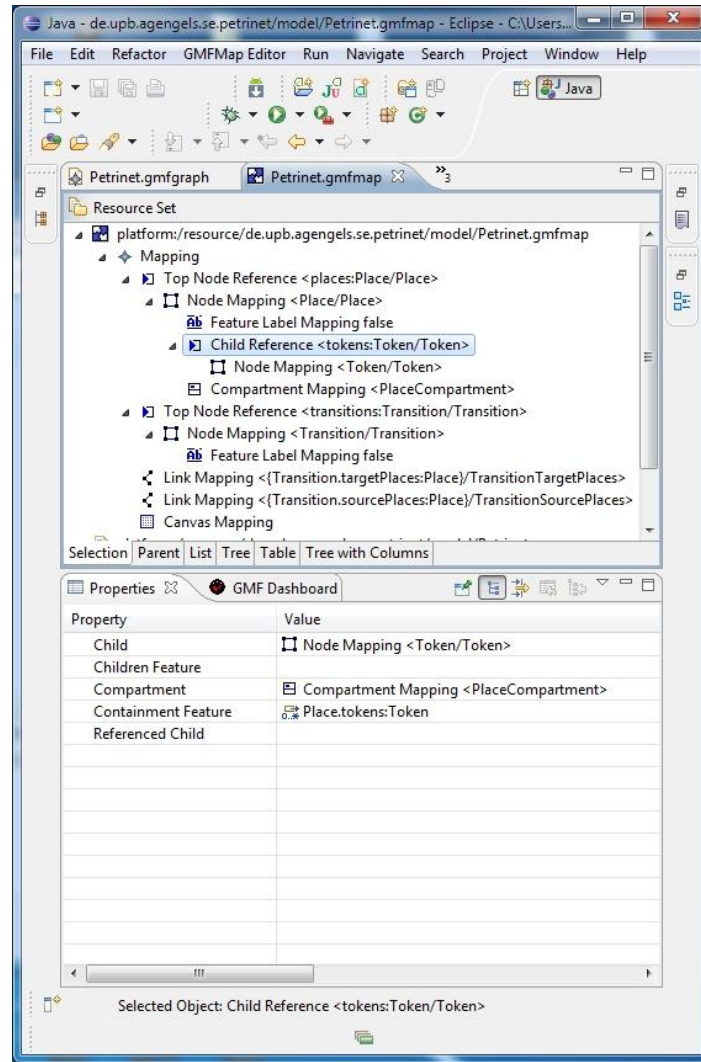 Java - de.upb.agengels.se.petrinet/model/Petrinet.gmfmap - Eclipse - C:\Users...
File Edit Refactor GMFMap Editor Run Navigate Search Project Window Help
Java
Petrinet.gmfgraph Petrinet.gmfmap »3
Resource Set
platform:/resource/de.upb.agengels.se.petrinet/model/Petrinet.gmfmap
Mapping
Top Node Reference <places:Place/Place>
Node Mapping <Place/Place>
Feature Label Mapping false
Child Reference <tokens:Token/Token>
Node Mapping <Token/Token>
Compartment Mapping <PlaceCompartment>
Top Node Reference <transitions:Transition/Transition>
Node Mapping <Transition/Transition>
Feature Label Mapping false
Link Mapping <{Transition.targetPlaces:Place}/TransitionTargetPlaces>
Link Mapping <{Transition.sourcePlaces:Place}/TransitionSourcePlaces>
Canvas Mapping
Selection Parent List Tree Table Tree with Columns
Properties GMF Dashboard
Property Value
Child Node Mapping <Token/Token>
Children Feature
Compartment Compartment Mapping <PlaceCompartment>
Containment Feature Place.tokens:Token
Referenced Child
Selected Object: Child Reference <tokens:Token/Token>